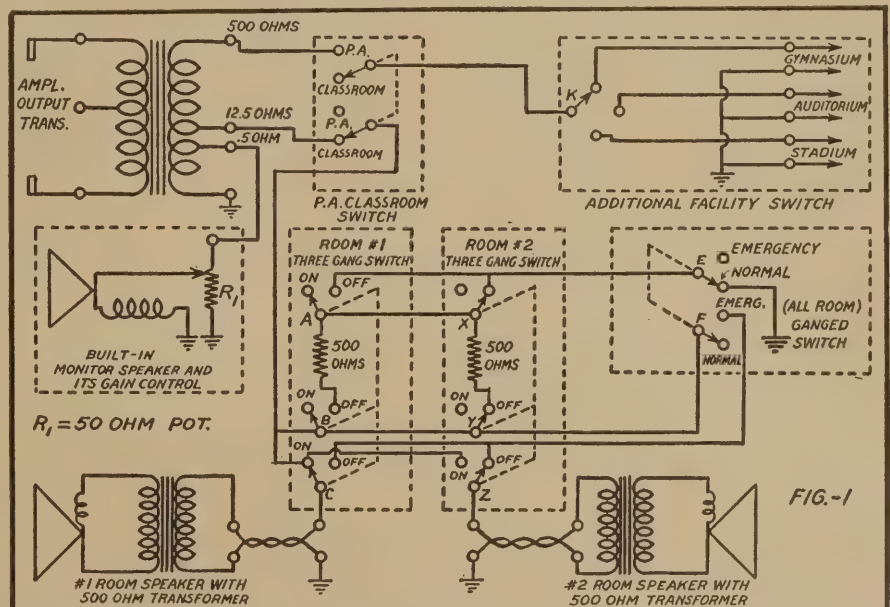 500 OHMS
AMPL.
OUTPUT
TRANS.
12.5 OHMS
.5 OHM
P.A.
CLASSROOM
P.A.
CLASSROOM
P.A. CLASSROOM
SWITCH
K
GYMNASIUM
AUDITORIUM
STADIUM
ADDITIONAL FACILITY SWITCH
R1
BUILT-IN
MONITOR SPEAKER AND
ITS GAIN CONTROL
R1 = 50 OHM POT.
ROOM #1
THREE GANG SWITCH
ON
OFF
A
500
OHMS
ON
OFF
B
ON
OFF
C
ROOM #2
THREE GANG SWITCH
X
500
OHMS
Y
ON
OFF
Z
E
EMERGENCY
NORMAL
EMERG.
(ALL ROOM)
GANGED
SWITCH
F
NORMAL
#1 ROOM SPEAKER WITH
500 OHM TRANSFORMER
#2 ROOM SPEAKER WITH
500 OHM TRANSFORMER
FIG.-1